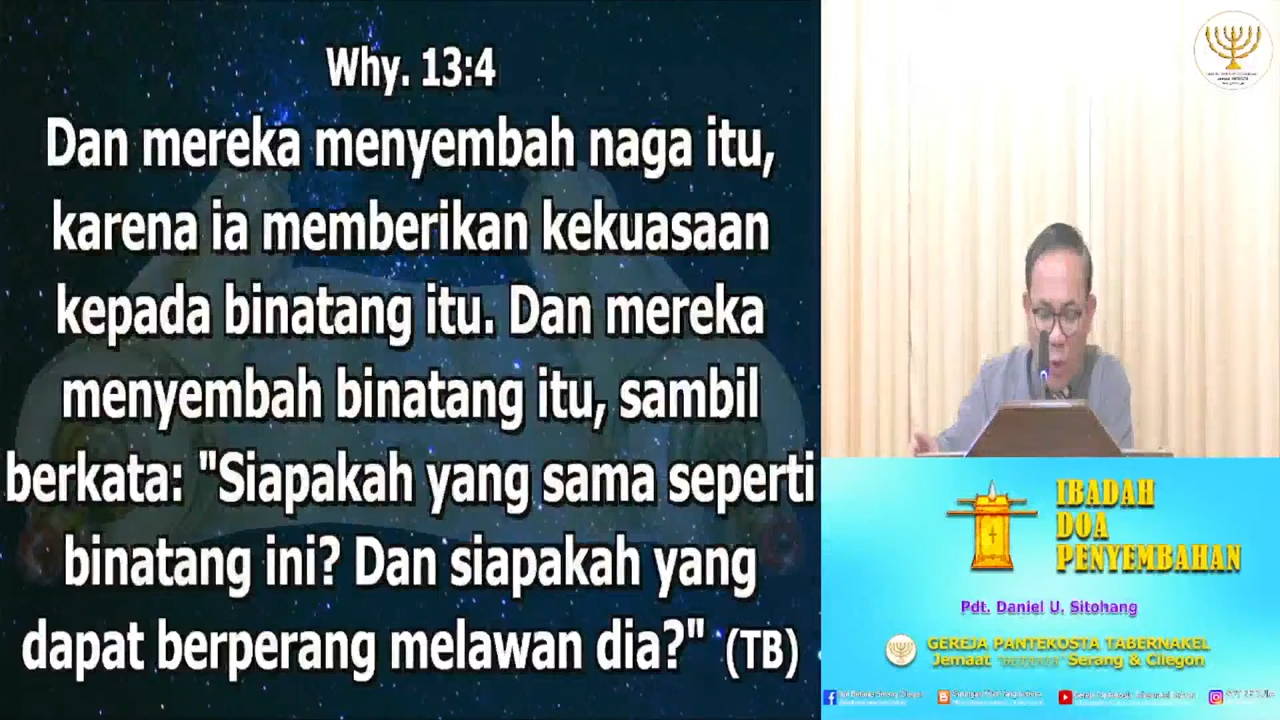 Why. 13:4
Dan mereka menyembah naga itu,
karena ia memberikan kekuasaan
kepada binatang itu. Dan mereka
menyembah binatang itu, sambil
berkata: "Siapakah yang sama seperti
binatang ini? Dan siapakah yang
dapat berperang melawan dia?" (TB)
IBADAH
DOA
PENYEMBAHAN
Pdt. Daniel U. Sitohang
GEREJA PANTEKOSTA TABERNAKEL
Jemaat "BETANIA" Serang & Cilegon